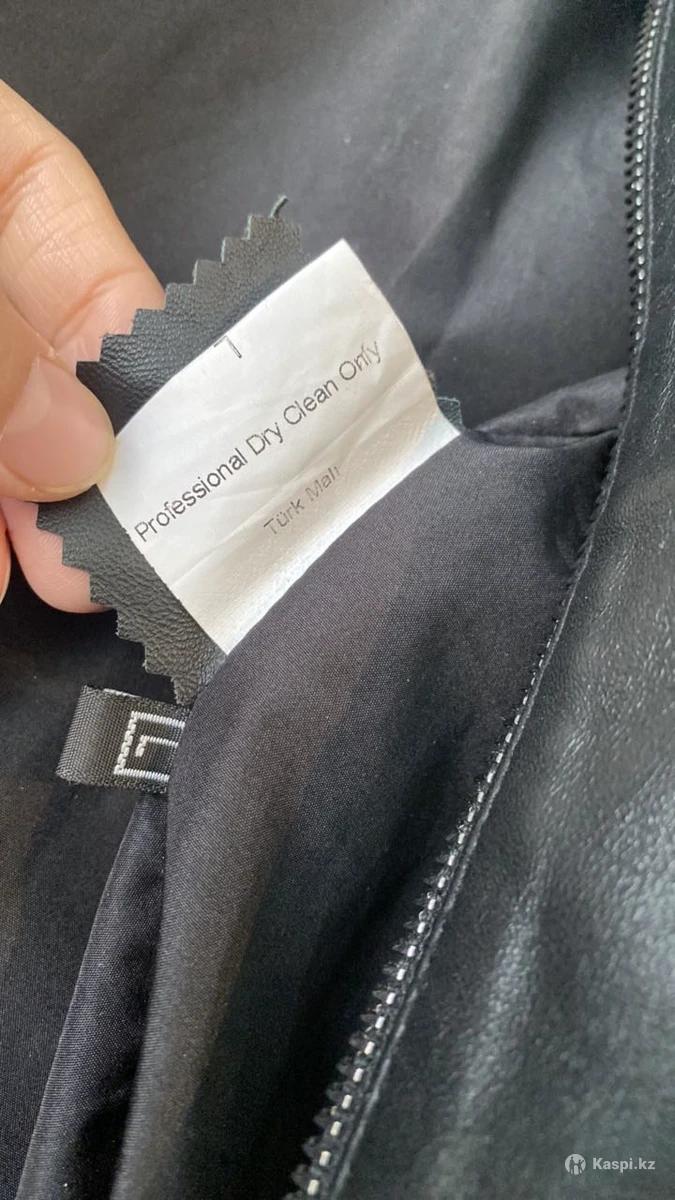 Professional Dry Clean Only
Türk Malı
L
Kaspi.kz